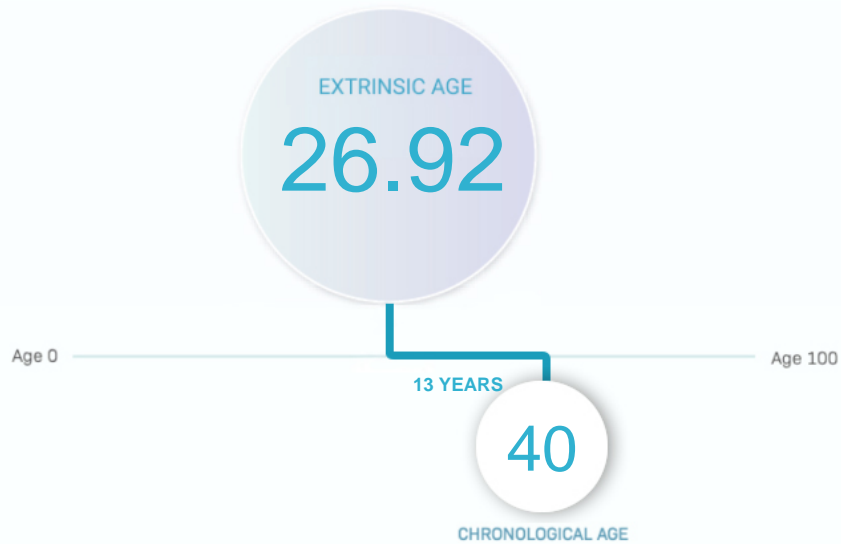 EXTRINSIC AGE
26.92
Age 0
Age 100
13 YEARS
40
CHRONOLOGICAL AGE